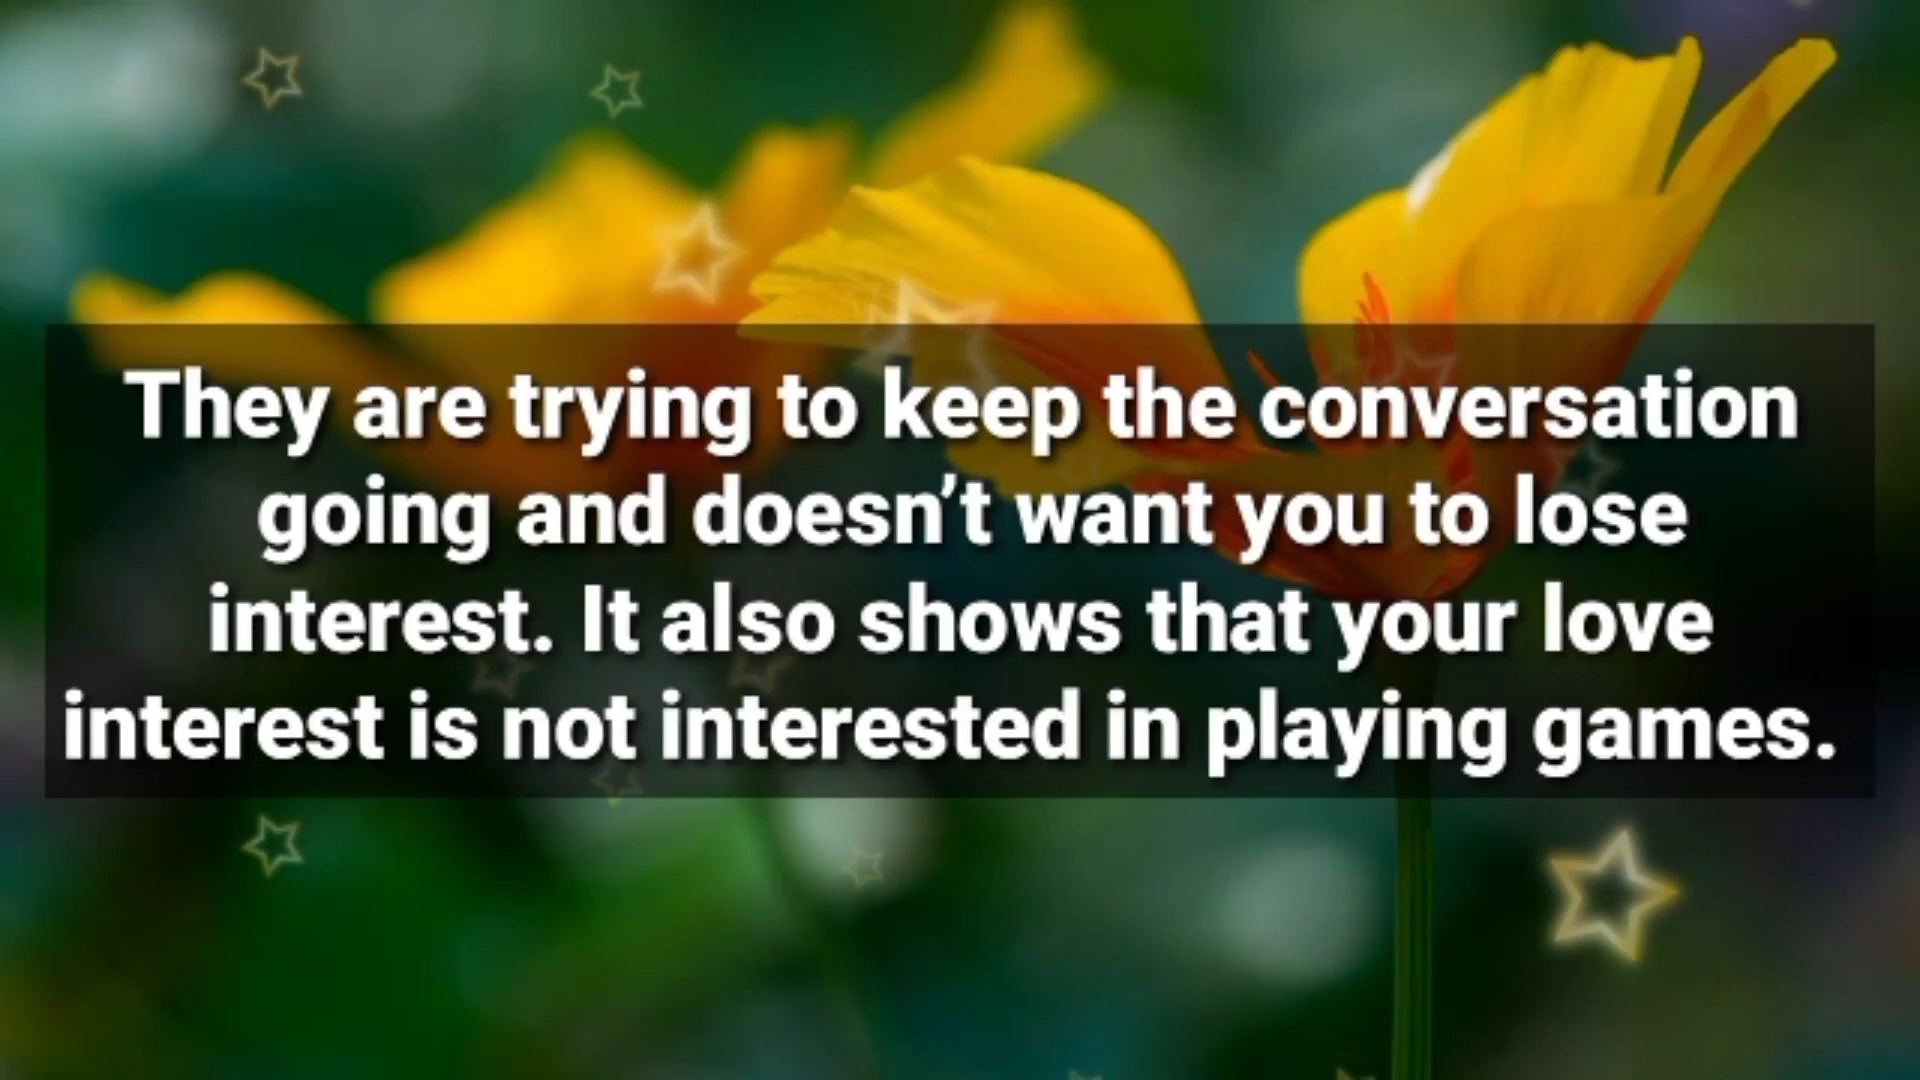 They are trying to keep the conversation
going and doesn’t want you to lose
interest. It also shows that your love
interest is not interested in playing games.